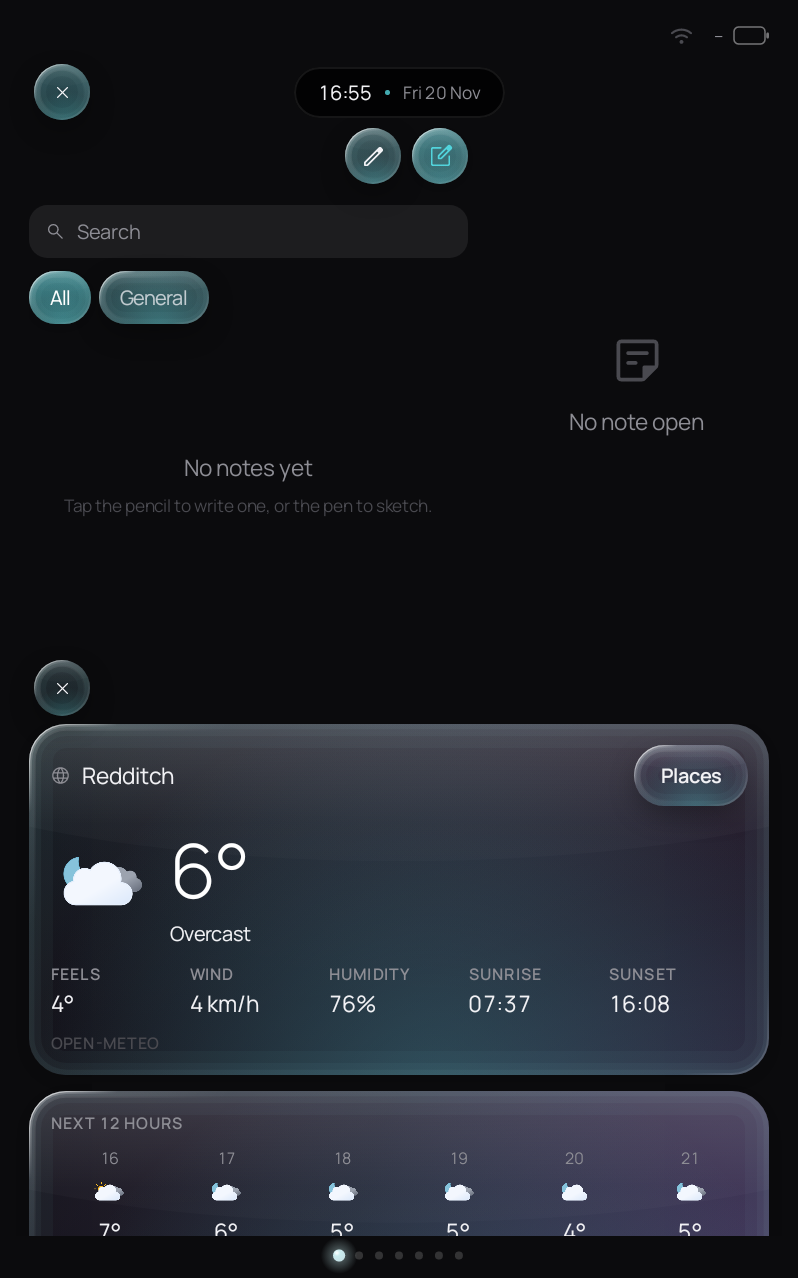 –
16:55 • Fri 20 Nov
Search
All
General
No note open
No notes yet
Tap the pencil to write one, or the pen to sketch.
Redditch
Places
6°
Overcast
FEELS WIND HUMIDITY SUNRISE SUNSET
4° 4 km/h 76% 07:37 16:08
OPEN-METEO
NEXT 12 HOURS
16 17 18 19 20 21
7° 6° 5° 5° 4° 5°